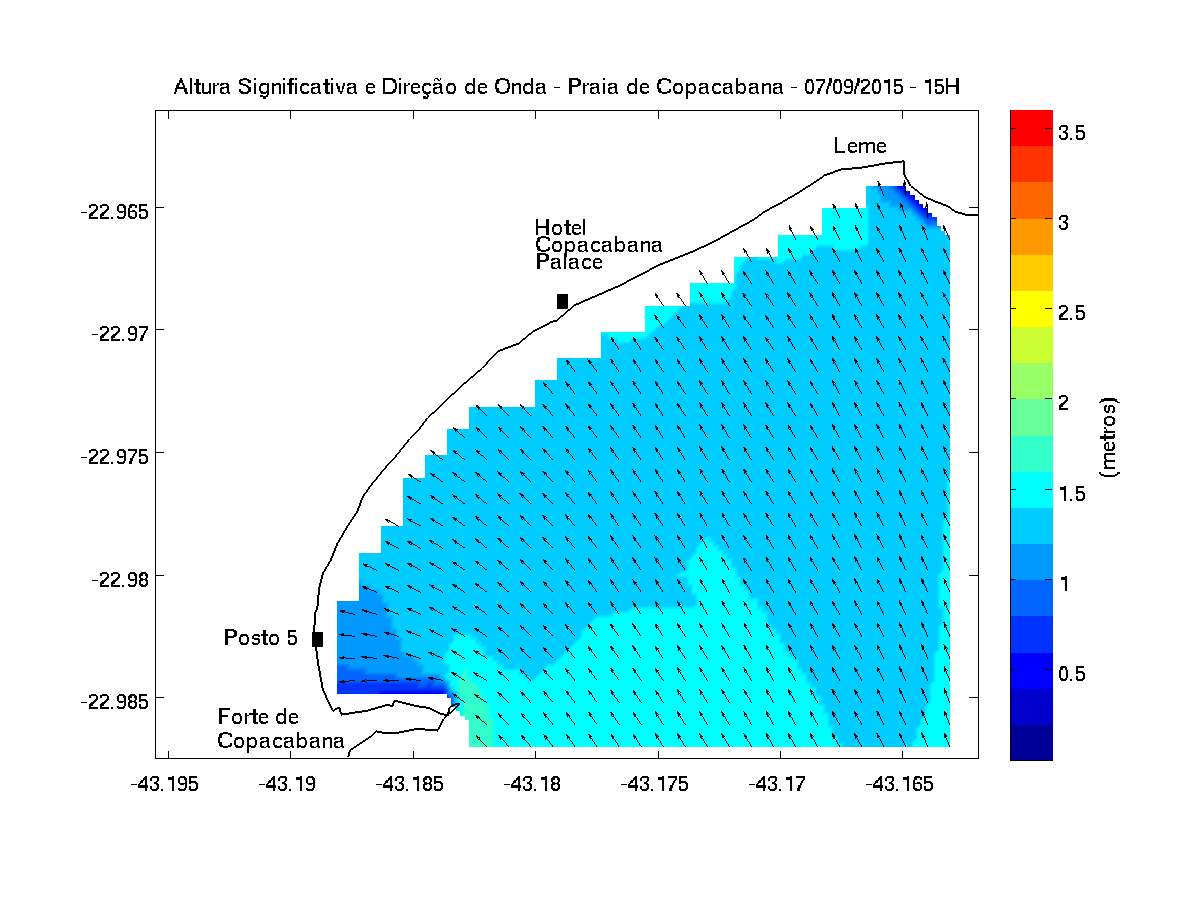 Altura Significativa e Direção de Onda - Praia de Copacabana - 07/09/2015 - 15H
Leme
Hotel
Copacabana
Palace
Posto 5
Forte de
Copacabana
-22.965
-22.97
-22.975
-22.98
-22.985
-43.195
-43.19
-43.185
-43.18
-43.175
-43.17
-43.165
3.5
3
2.5
2
1.5
1
0.5
(metros)